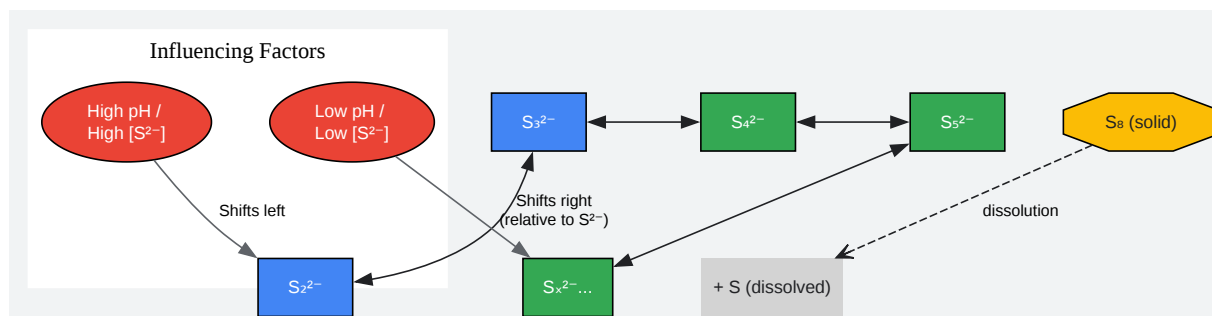 Influencing Factors
High pH /
High [S²⁻]
Low pH /
Low [S²⁻]
S₃²⁻
S₄²⁻
S₅²⁻
S₈ (solid)
Shifts left
Shifts right
(relative to S²⁻)
dissolution
S₂²⁻
Sₓ²⁻...
+ S (dissolved)